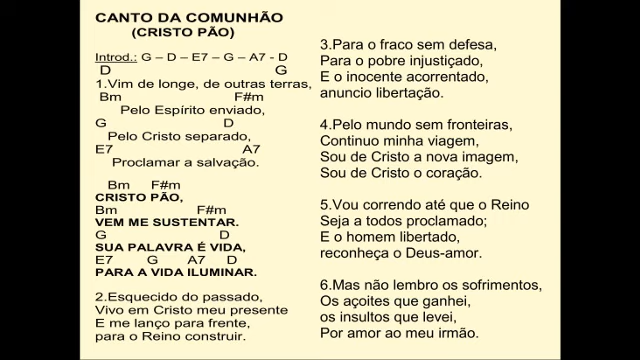 CANTO DA COMUNHÃO
(CRISTO PÃO)
Introd.: G – D – E7 – G – A7 - D
D G
1.Vim de longe, de outras terras,
Bm F#m
Pelo Espírito enviado,
G D
Pelo Cristo separado,
E7 A7
Proclamar a salvação.
Bm F#m
CRISTO PÃO,
Bm F#m
VEM ME SUSTENTAR.
G D
SUA PALAVRA É VIDA,
E7 G A7 D
PARA A VIDA ILUMINAR.
2.Esquecido do passado,
Vivo em Cristo meu presente
E me lanço para frente,
para o Reino construir.
3.Para o fraco sem defesa,
Para o pobre injustiçado,
E o inocente acorrentado,
anuncio libertação.
4.Pelo mundo sem fronteiras,
Continuo minha viagem,
Sou de Cristo a nova imagem,
Sou de Cristo o coração.
5.Vou correndo até que o Reino
Seja a todos proclamado;
E o homem libertado,
reconheça o Deus-amor.
6.Mas não lembro os sofrimentos,
Os açoites que ganhei,
os insultos que levei,
Por amor ao meu irmão.